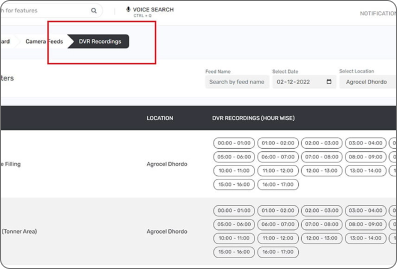 h for features
VOICE SEARCH
CTRL + G
NOTIFICATION
ard
Camera Feeds
DVR Recordings
ters
Feed Name
Search by feed name
Select Date
02-12-2022
Select Location
Agrocel Dhordo
LOCATION
DVR RECORDINGS (HOUR WISE)
e Filling
Agrocel Dhordo
00:00 - 01:00 01:00 - 02:00 02:00 - 03:00 03:00 - 04:00
05:00 - 06:00 06:00 - 07:00 07:00 - 08:00 08:00 - 09:00
10:00 - 11:00 11:00 - 12:00 12:00 - 13:00 13:00 - 14:00
15:00 - 16:00 16:00 - 17:00
(Tonner Area)
Agrocel Dhordo
00:00 - 01:00 01:00 - 02:00 02:00 - 03:00 03:00 - 04:00
05:00 - 06:00 06:00 - 07:00 07:00 - 08:00 08:00 - 09:00
10:00 - 11:00 11:00 - 12:00 12:00 - 13:00 13:00 - 14:00
15:00 - 16:00 16:00 - 17:00